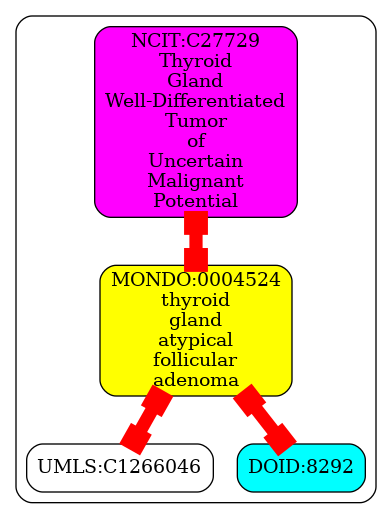 NCIT:C27729
Thyroid
Gland
Well-Differentiated
Tumor
of
Uncertain
Malignant
Potential
MONDO:0004524
thyroid
gland
atypical
follicular
adenoma
UMLS:C1266046
DOID:8292